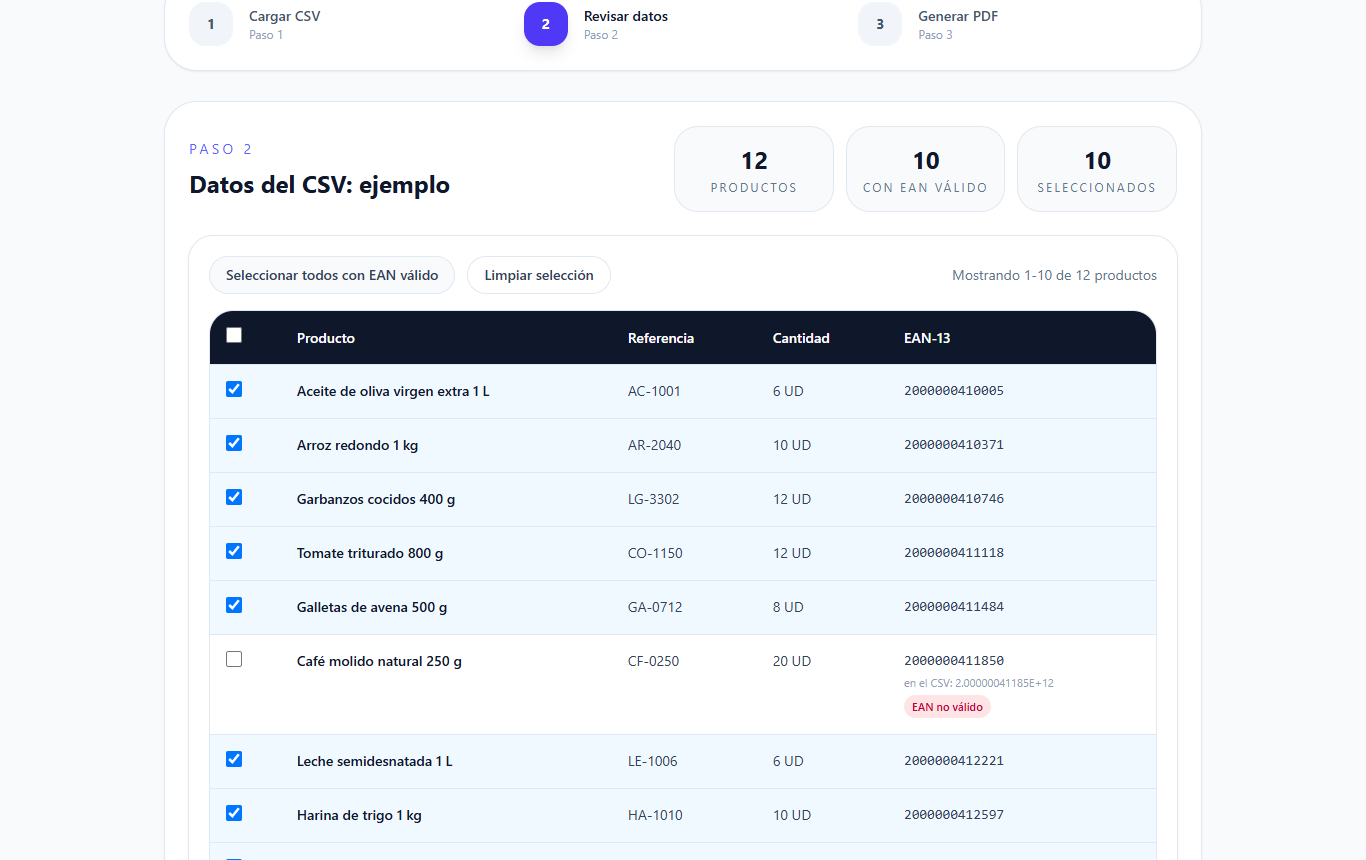 1
Cargar CSV
Paso 1
2
Revisar datos
Paso 2
3
Generar PDF
Paso 3
PASO 2
Datos del CSV: ejemplo
12
PRODUCTOS
10
CON EAN VÁLIDO
10
SELECCIONADOS
Seleccionar todos con EAN válido
Limpiar selección
Mostrando 1-10 de 12 productos
Producto Referencia Cantidad EAN-13
Aceite de oliva virgen extra 1 L AC-1001 6 UD 2000000410005
Arroz redondo 1 kg AR-2040 10 UD 2000000410371
Garbanzos cocidos 400 g LG-3302 12 UD 2000000410746
Tomate triturado 800 g CO-1150 12 UD 2000000411118
Galletas de avena 500 g GA-0712 8 UD 2000000411484
Café molido natural 250 g CF-0250 20 UD 2000000411850
en el CSV: 2.00000041185E+12
EAN no válido
Leche semidesnatada 1 L LE-1006 6 UD 2000000412221
Harina de trigo 1 kg HA-1010 10 UD 2000000412597